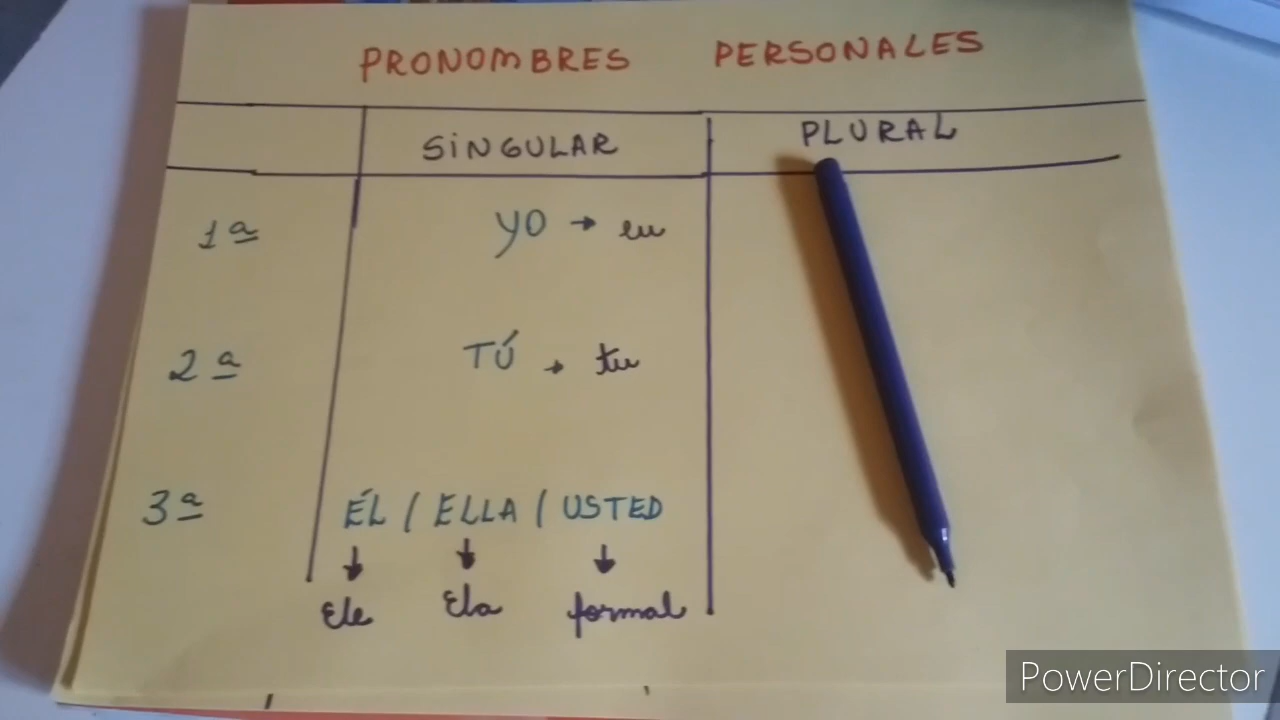 PRONOMBRES PERSONALES
SINGULAR PLURAL
1ª YO → eu
2ª TÚ → tu
3ª ÉL / ELLA / USTED
↓ ↓ ↓
Ele Ela formal
PowerDirector